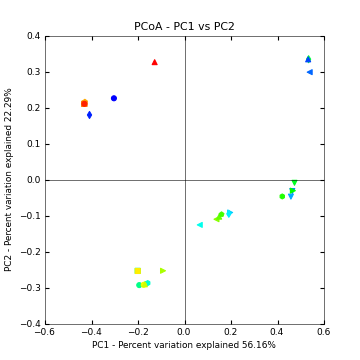 PCoA - PC1 vs PC2
PC2 - Percent variation explained 22.29%
0.4
0.3
0.2
0.1
0.0
−0.1
−0.2
−0.3
−0.4
−0.6 −0.4 −0.2 0.0 0.2 0.4 0.6
PC1 - Percent variation explained 56.16%